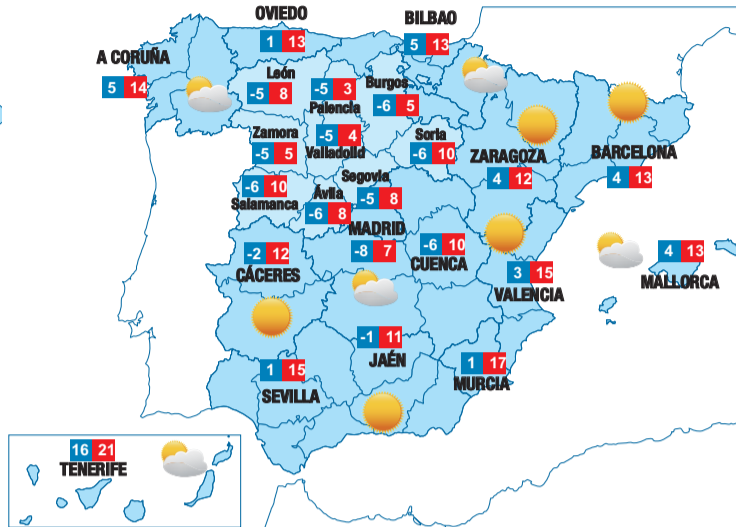 OVIEDO
1 13
BILBAO
5 13
A CORUÑA
5 14
León
-5 8
-5 3
Palencia
Burgos
-6 5
Zamora
-5 5
-5 4
Valladolid
Soria
-6 10
ZARAGOZA
4 12
BARCELONA
4 13
-6 10
Salamanca
Ávila
-6 8
Segovia
-5 8
MADRID
-8 7
-6 10
CUENCA
-2 12
CÁCERES
3 15
VALENCIA
4 13
MALLORCA
-1 11
JAÉN
1 15
SEVILLA
1 17
MURCIA
16 21
TENERIFE